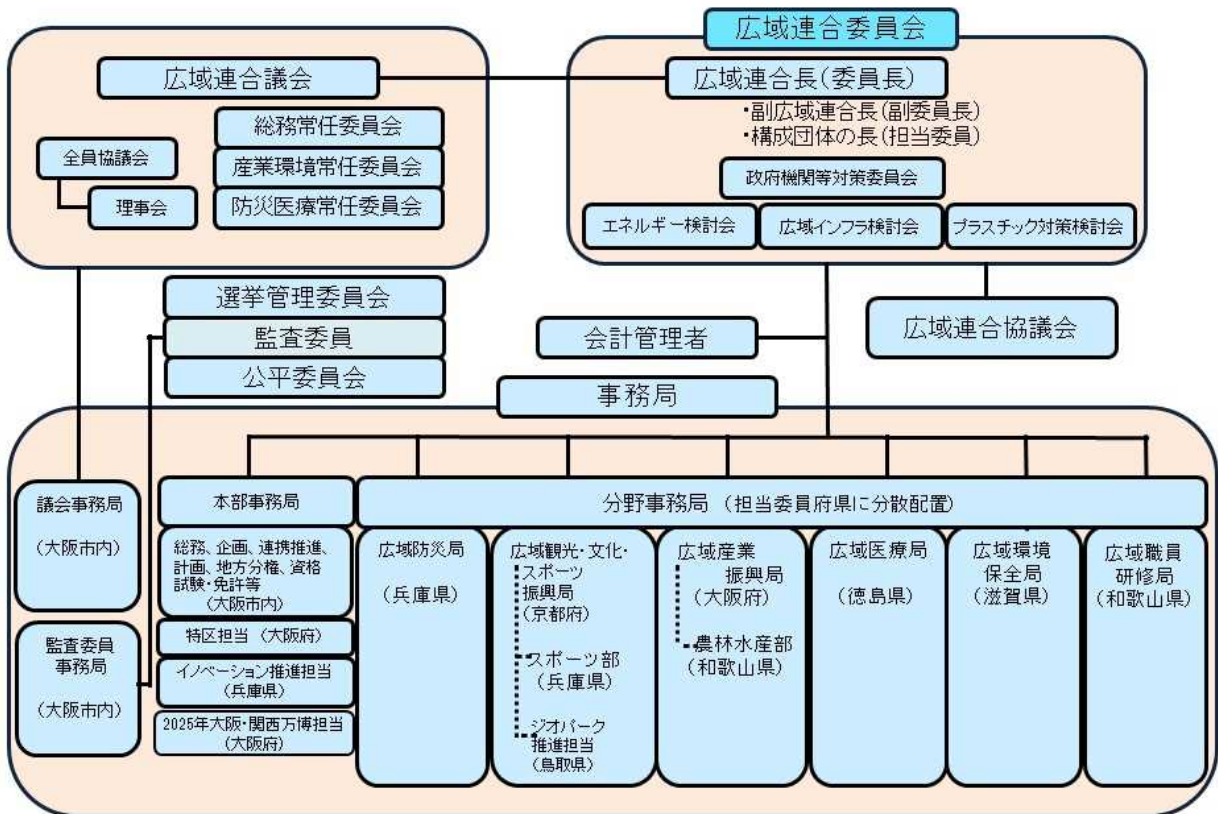 広域連合委員会
広域連合議会
総務常任委員会
産業環境常任委員会
防災医療常任委員会
全員協議会
理事会
広域連合長(委員長)
・副広域連合長(副委員長)
・構成団体の長(担当委員)
政府機関等対策委員会
エネルギー検討会
広域インフラ検討会
プラスチック対策検討会
選挙管理委員会
監査委員
公平委員会
会計管理者
広域連合協議会
事務局
議会事務局
(大阪市内)
監査委員
事務局
(大阪市内)
本部事務局
総務、企画、連携推進、
計画、地方分権、資格
試験・免許等
(大阪市内)
特区担当 (大阪府)
イノベーション推進担当
(兵庫県)
2025年大阪・関西万博担当
(大阪府)
分野事務局 (担当委員府県に分散配置)
広域防災局
(兵庫県)
広域観光・文化・
スポーツ
振興局
(京都府)
スポーツ部
(兵庫県)
ジオパーク
推進担当
(鳥取県)
広域産業
振興局
(大阪府)
農林水産部
(和歌山県)
広域医療局
(徳島県)
広域環境
保全局
(滋賀県)
広域職員
研修局
(和歌山県)